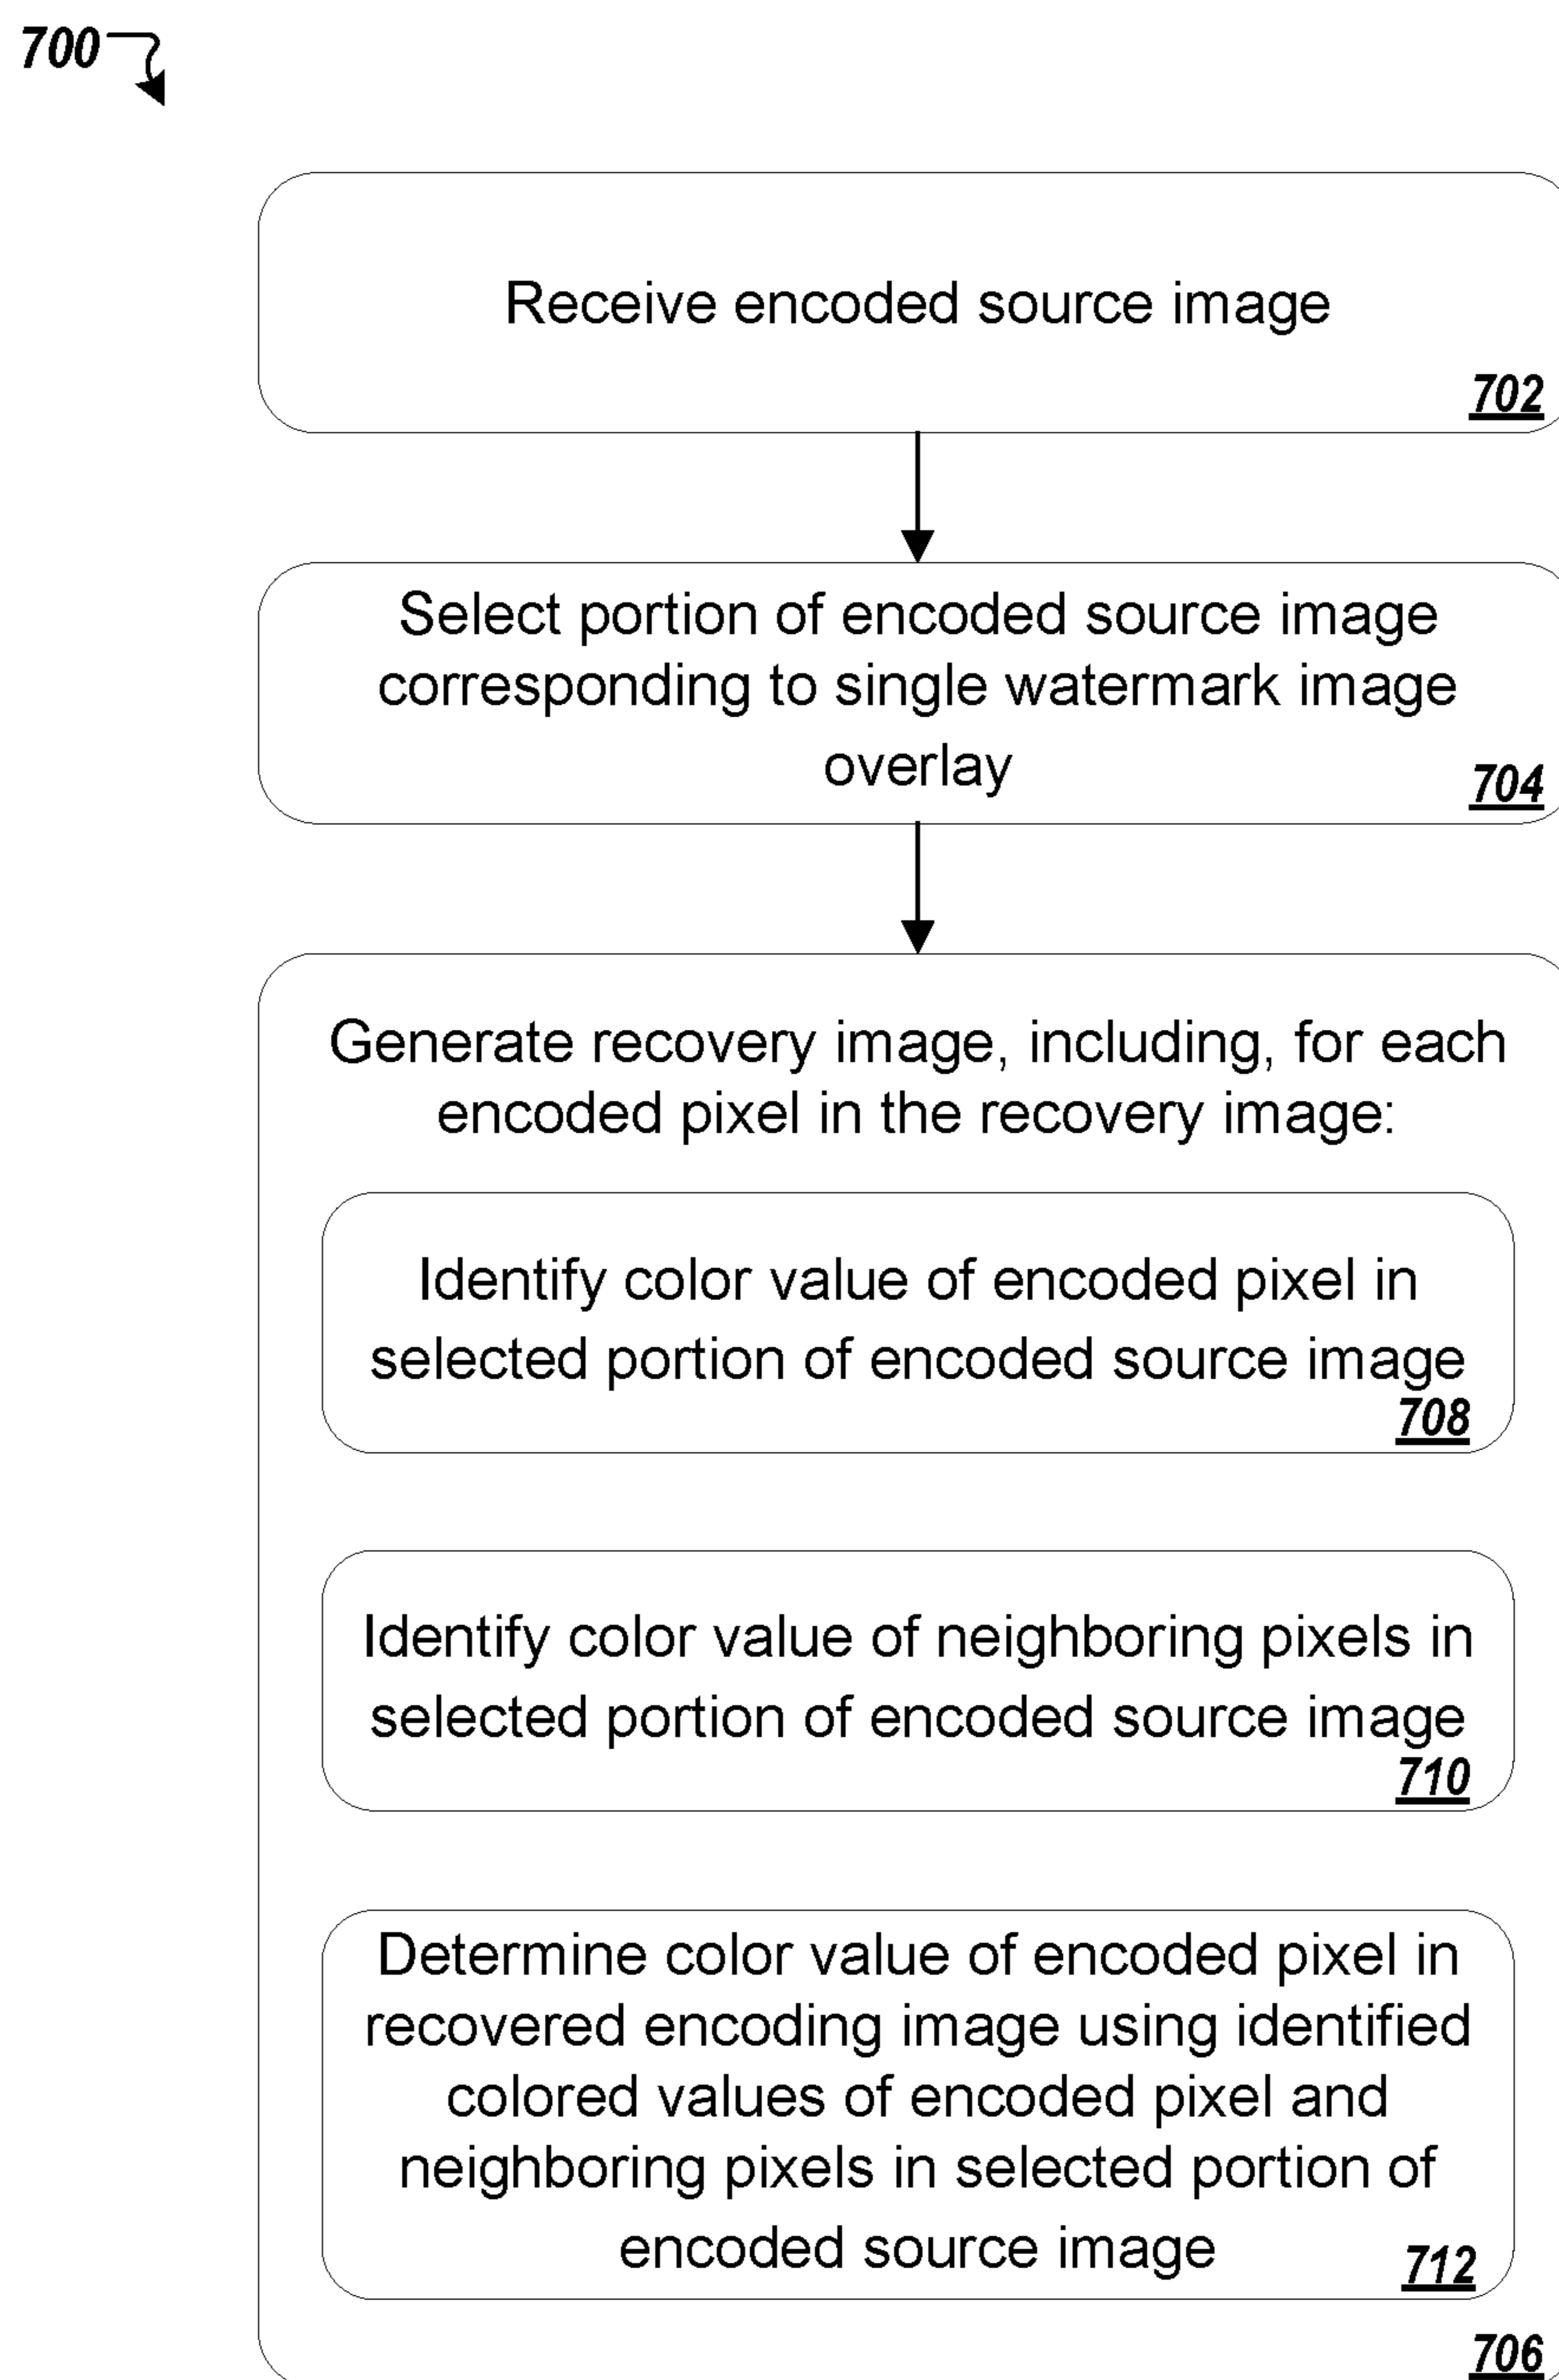 700
Receive encoded source image
702
Select portion of encoded source image
corresponding to single watermark image
overlay
704
Generate recovery image, including, for each
encoded pixel in the recovery image:
Identify color value of encoded pixel in
selected portion of encoded source image
708
Identify color value of neighboring pixels in
selected portion of encoded source image
710
Determine color value of encoded pixel in
recovered encoding image using identified
colored values of encoded pixel and
neighboring pixels in selected portion of
encoded source image
712
706